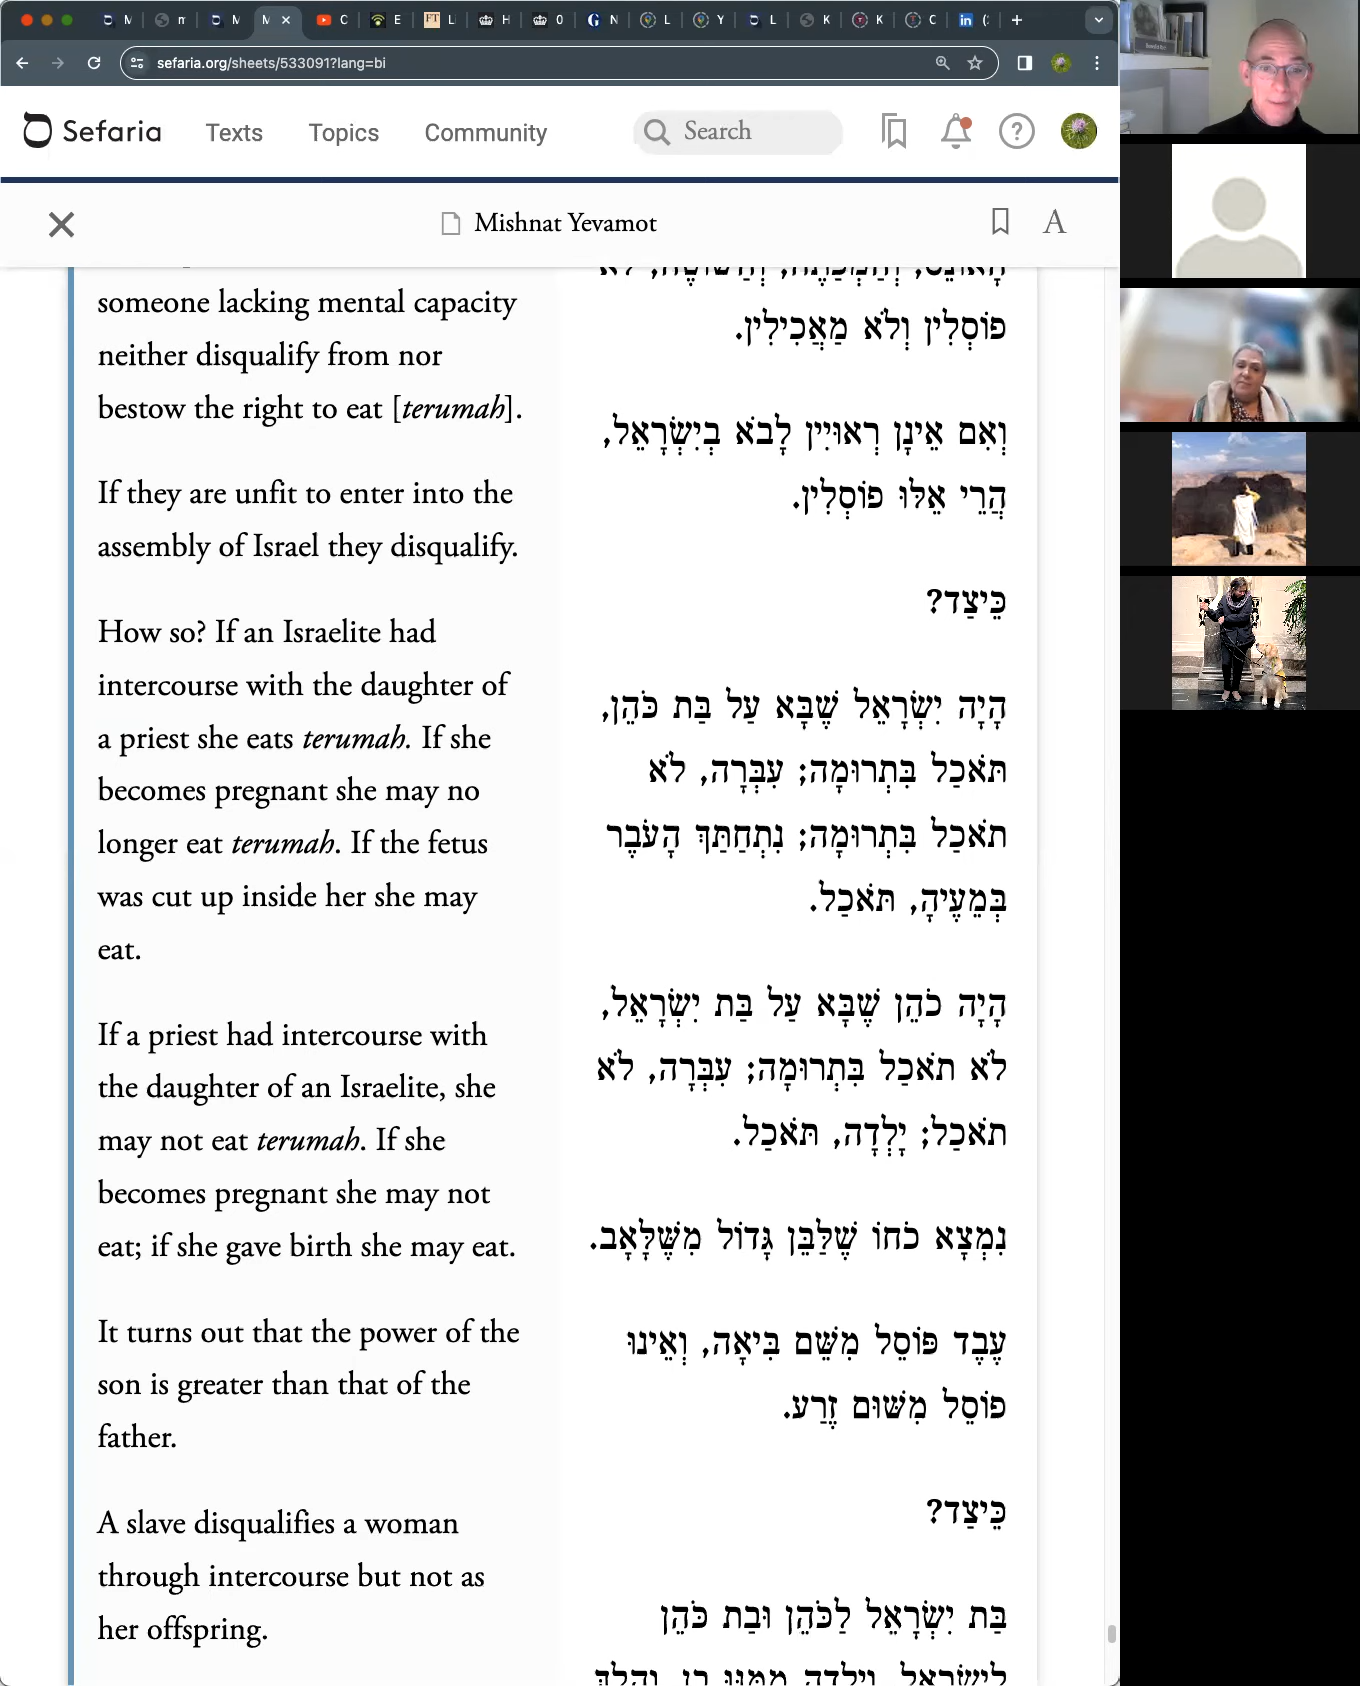 M
n
M
M
C
E
FT L
H
O
G N
L
Y
L
K
K
C
in (
sefaria.org/sheets/533091?lang=bi
Sefaria
Texts
Topics
Community
Search
Mishnat Yevamot
A
someone lacking mental capacity
neither disqualify from nor
bestow the right to eat [terumah].
If they are unfit to enter into the
assembly of Israel they disqualify.
How so? If an Israelite had
intercourse with the daughter of
a priest she eats terumah. If she
becomes pregnant she may no
longer eat terumah. If the fetus
was cut up inside her she may
eat.
If a priest had intercourse with
the daughter of an Israelite, she
may not eat terumah. If she
becomes pregnant she may not
eat; if she gave birth she may eat.
It turns out that the power of the
son is greater than that of the
father.
A slave disqualifies a woman
through intercourse but not as
her offspring.
פוֹסְלִין וְלֹא מַאֲכִילִין.
וְאִם אֵינָן רְאוּיִין לָבֹא בְיִשְׂרָאֵל,
הֲרֵי אֵלּוּ פוֹסְלִין.
כֵּיצַד?
הָיָה יִשְׂרָאֵל שֶׁבָּא עַל בַּת כֹּהֵן,
תֹּאכַל בִּתְרוּמָה; עִבְּרָה, לֹא
תֹאכַל בִּתְרוּמָה; נִתְחַתַּךְ הָעֹבֶר
בְּמֵעֶיהָ, תֹּאכַל.
הָיָה כֹהֵן שֶׁבָּא עַל בַּת יִשְׂרָאֵל,
לֹא תֹאכַל בִּתְרוּמָה; עִבְּרָה, לֹא
תֹאכַל; יָלְדָה, תֹּאכַל.
נִמְצָא כֹחוֹ שֶׁלַּבֵּן גָּדוֹל מִשֶּׁלָּאָב.
עֶבֶד פּוֹסֵל מִשֵּׁם בִּיאָה, וְאֵינוּ
פוֹסֵל מִשּׁוּם זֶרַע.
כֵּיצַד?
בַּת יִשְׂרָאֵל לַכֹּהֵן וּבַת כֹּהֵן